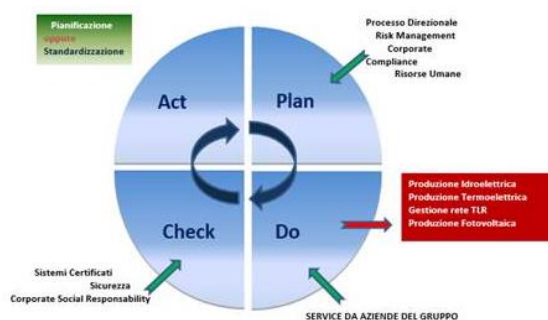 Pianificazione
oppure
Standardizzazione
Processo Direzionale
Risk Management
Corporate
Compliance
Risorse Umane
Act
Plan
Check
Do
Produzione Idroelettrica
Produzione Termoelettrica
Gestione rete TLR
Produzione Fotovoltaica
Sistemi Certificati
Sicurezza
Corporate Social Responsability
SERVICE DA AZIENDE DEL GRUPPO